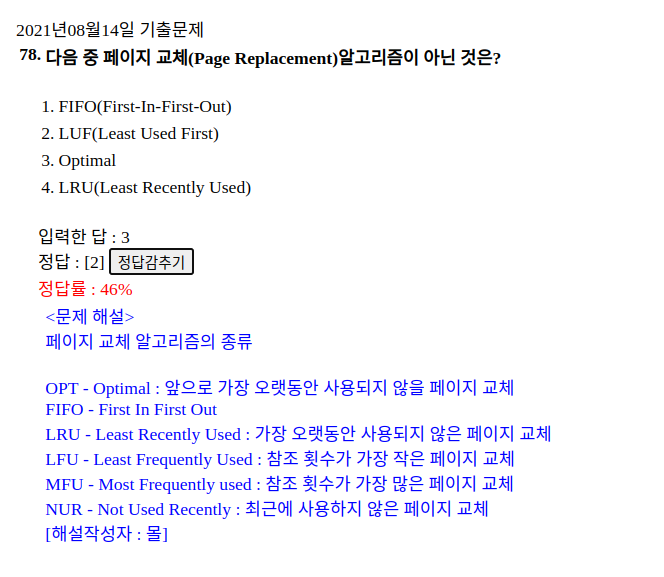 2021년08월14일 기출문제
78. 다음 중 페이지 교체(Page Replacement)알고리즘이 아닌 것은?
1. FIFO(First-In-First-Out)
2. LUF(Least Used First)
3. Optimal
4. LRU(Least Recently Used)
입력한 답 : 3
정답 : [2] 정답감추기
정답률 : 46%
<문제 해설>
페이지 교체 알고리즘의 종류
OPT - Optimal : 앞으로 가장 오랫동안 사용되지 않을 페이지 교체
FIFO - First In First Out
LRU - Least Recently Used : 가장 오랫동안 사용되지 않은 페이지 교체
LFU - Least Frequently Used : 참조 횟수가 가장 작은 페이지 교체
MFU - Most Frequently used : 참조 횟수가 가장 많은 페이지 교체
NUR - Not Used Recently : 최근에 사용하지 않은 페이지 교체
[해설작성자 : 몰]